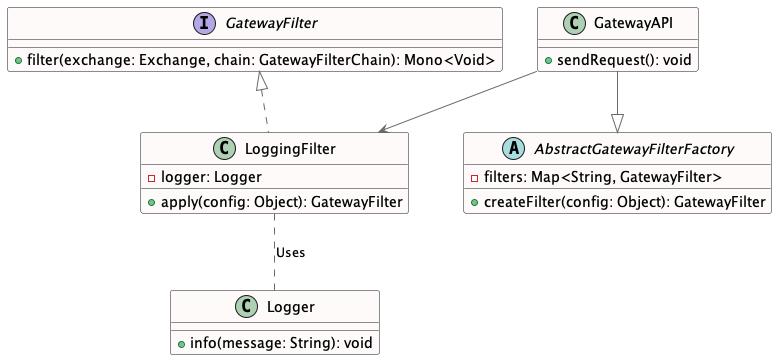 I GatewayFilter
filter(exchange: Exchange, chain: GatewayFilterChain): Mono<Void>
C GatewayAPI
sendRequest(): void
C LoggingFilter
logger: Logger
apply(config: Object): GatewayFilter
A AbstractGatewayFilterFactory
filters: Map<String, GatewayFilter>
createFilter(config: Object): GatewayFilter
Uses
C Logger
info(message: String): void